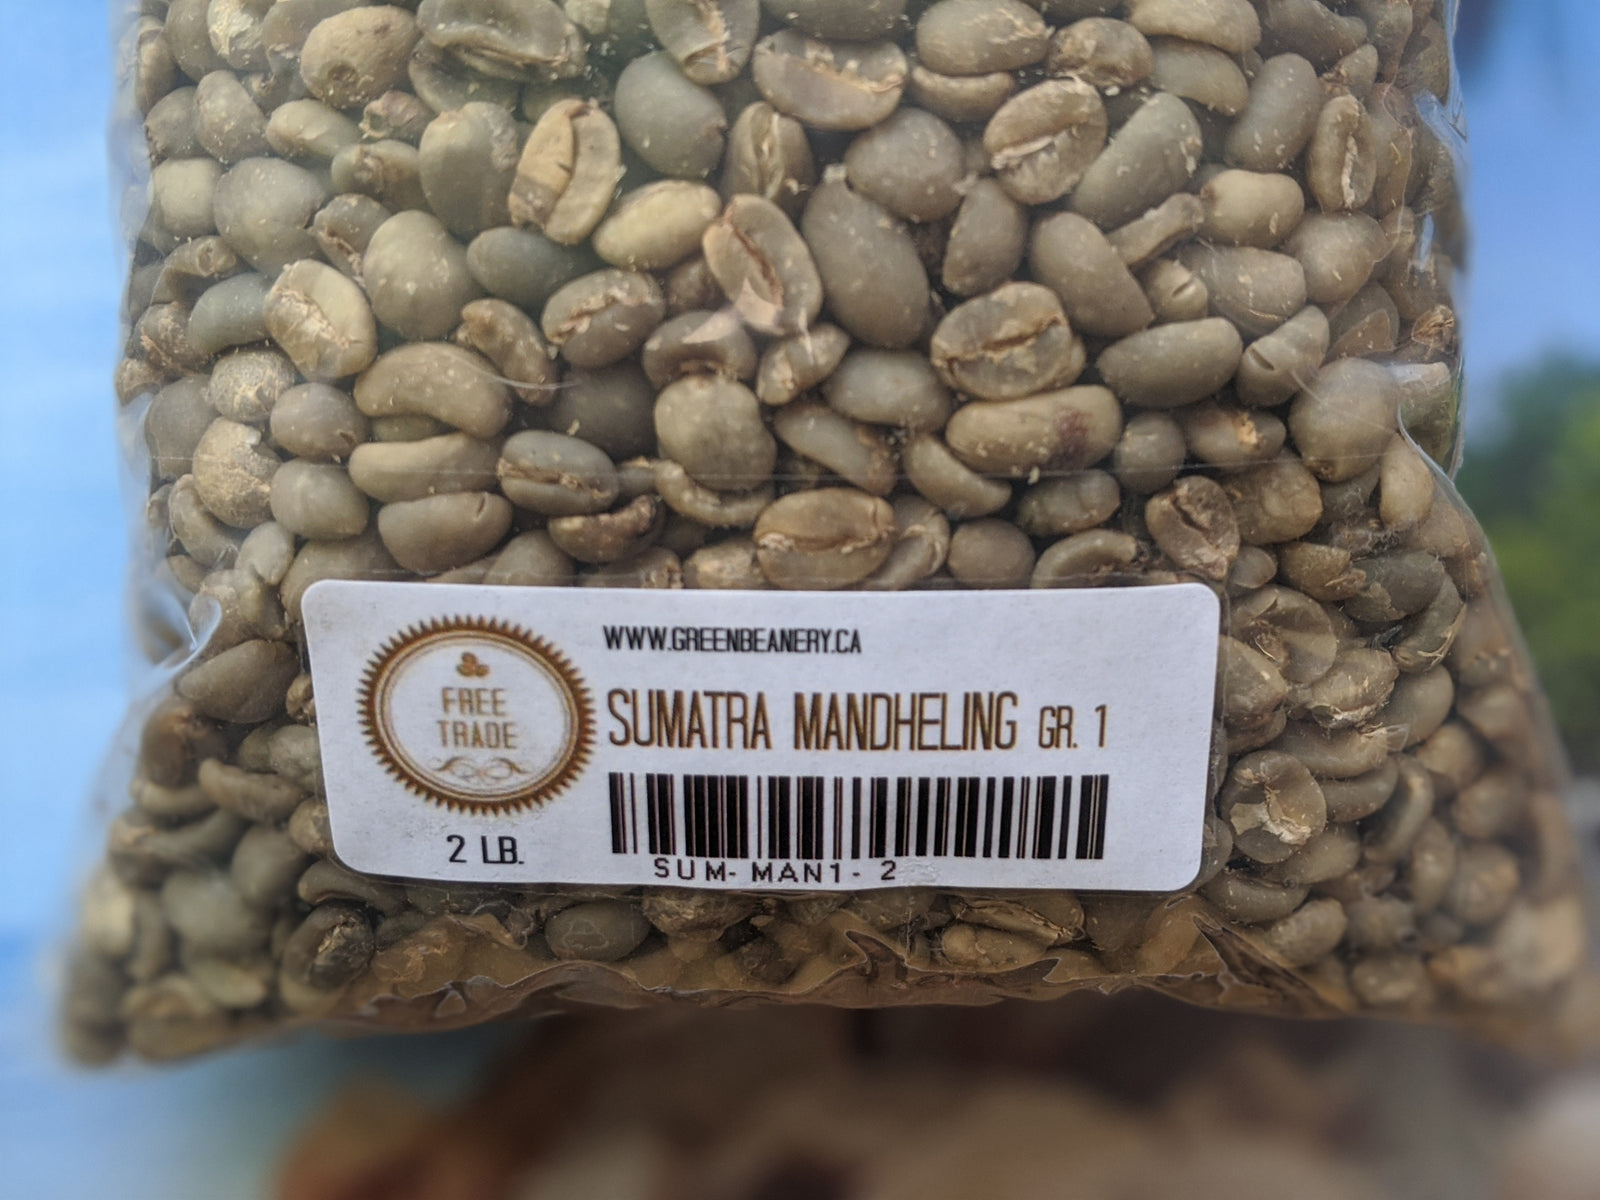 WWW.GREENBEANERY.CA
FREE
TRADE
SUMATRA MANDHELING GR. 1
2 LB.
SUM-MAN1-2